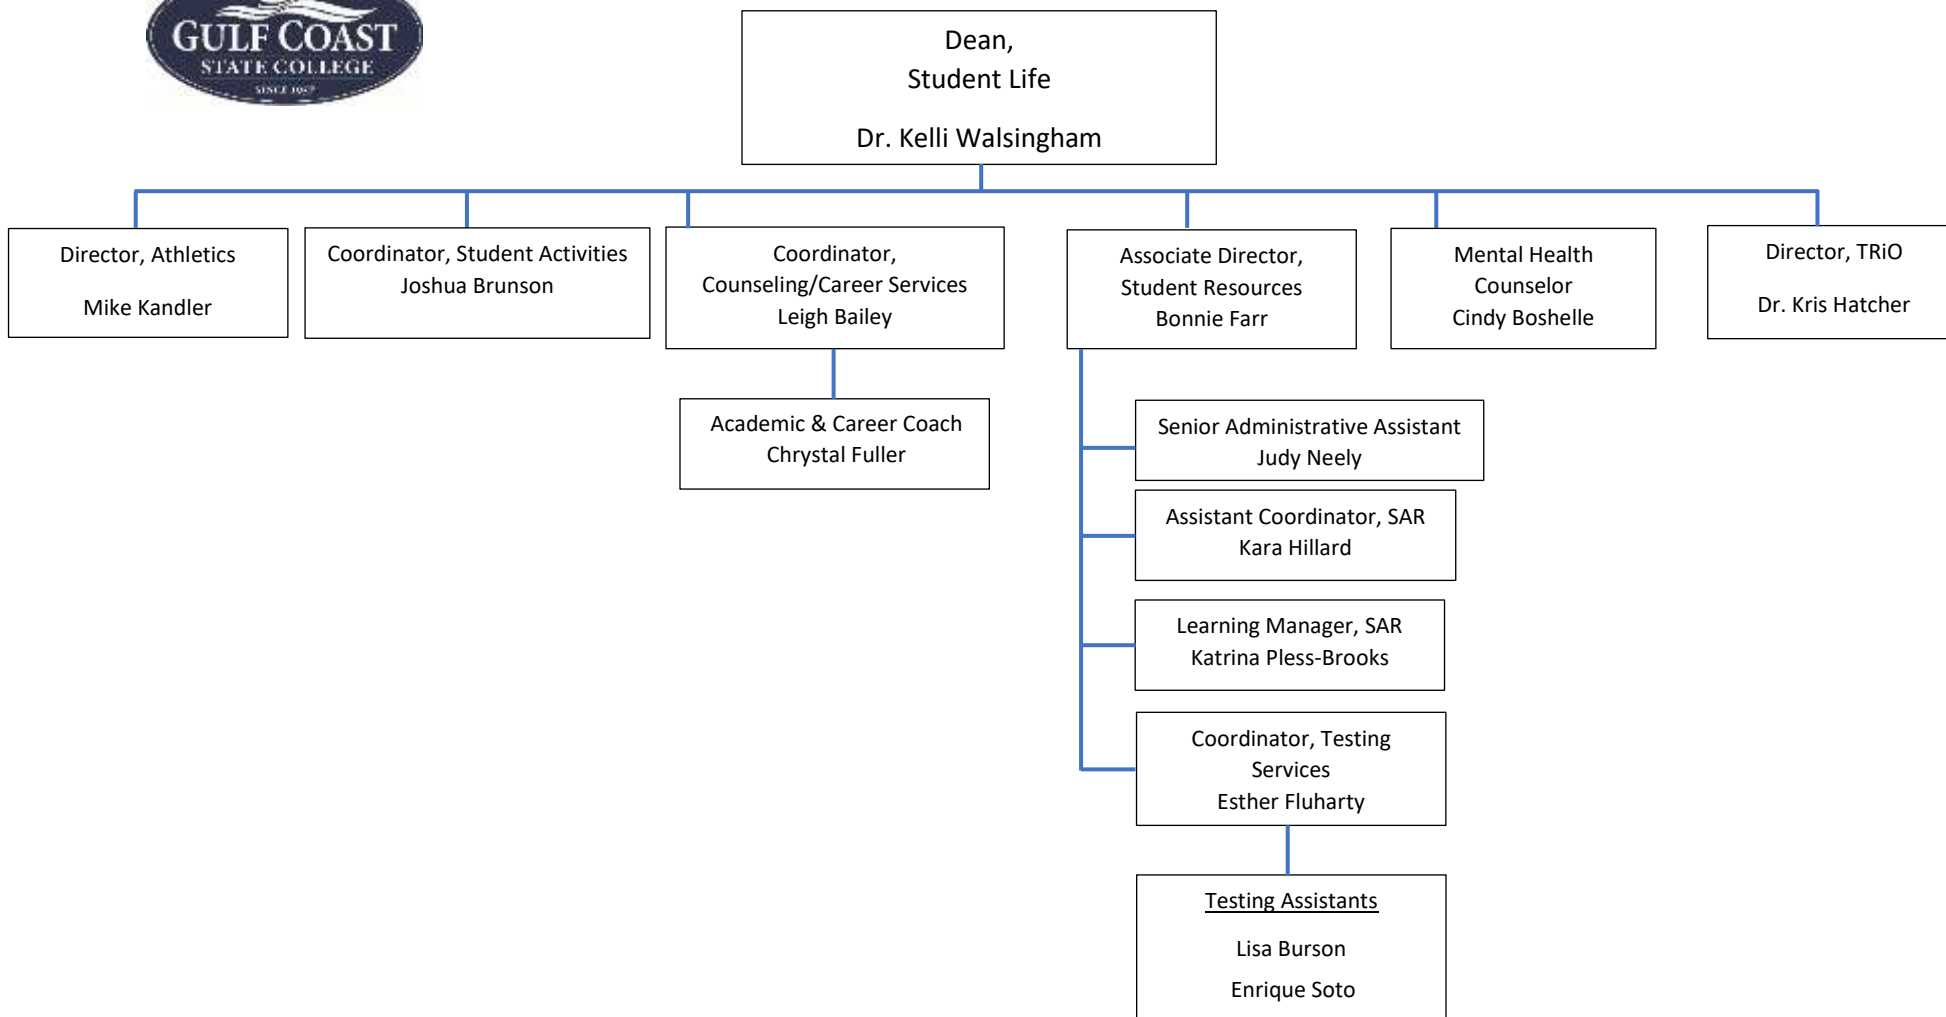 GULF COAST
STATE COLLEGE
SINCE 1957
Dean,
Student Life
Dr. Kelli Walsingham
Director, Athletics
Mike Kandler
Coordinator, Student Activities
Joshua Brunson
Coordinator,
Counseling/Career Services
Leigh Bailey
Associate Director,
Student Resources
Bonnie Farr
Mental Health
Counselor
Cindy Boshelle
Director, TRiO
Dr. Kris Hatcher
Academic & Career Coach
Chrystal Fuller
Senior Administrative Assistant
Judy Neely
Assistant Coordinator, SAR
Kara Hillard
Learning Manager, SAR
Katrina Pless-Brooks
Coordinator, Testing
Services
Esther Fluharty
Testing Assistants
Lisa Burson
Enrique Soto